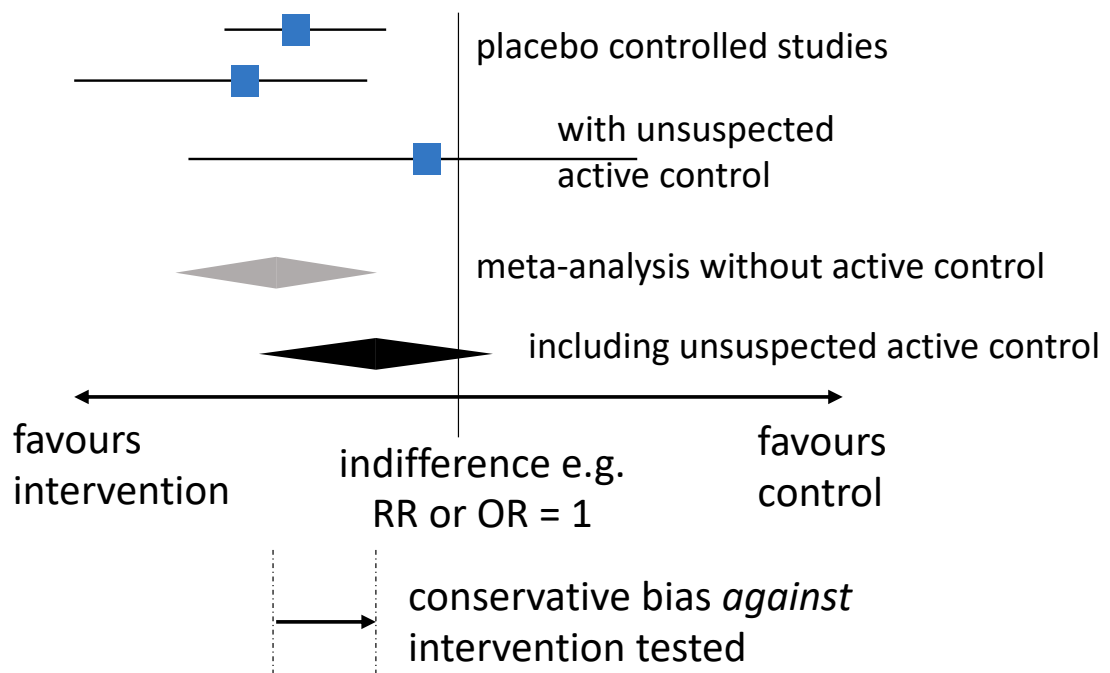 placebo controlled studies
with unsuspected
active control
meta-analysis without active control
including unsuspected active control
favours
intervention
indifference e.g.
RR or OR = 1
favours
control
conservative bias against
intervention tested